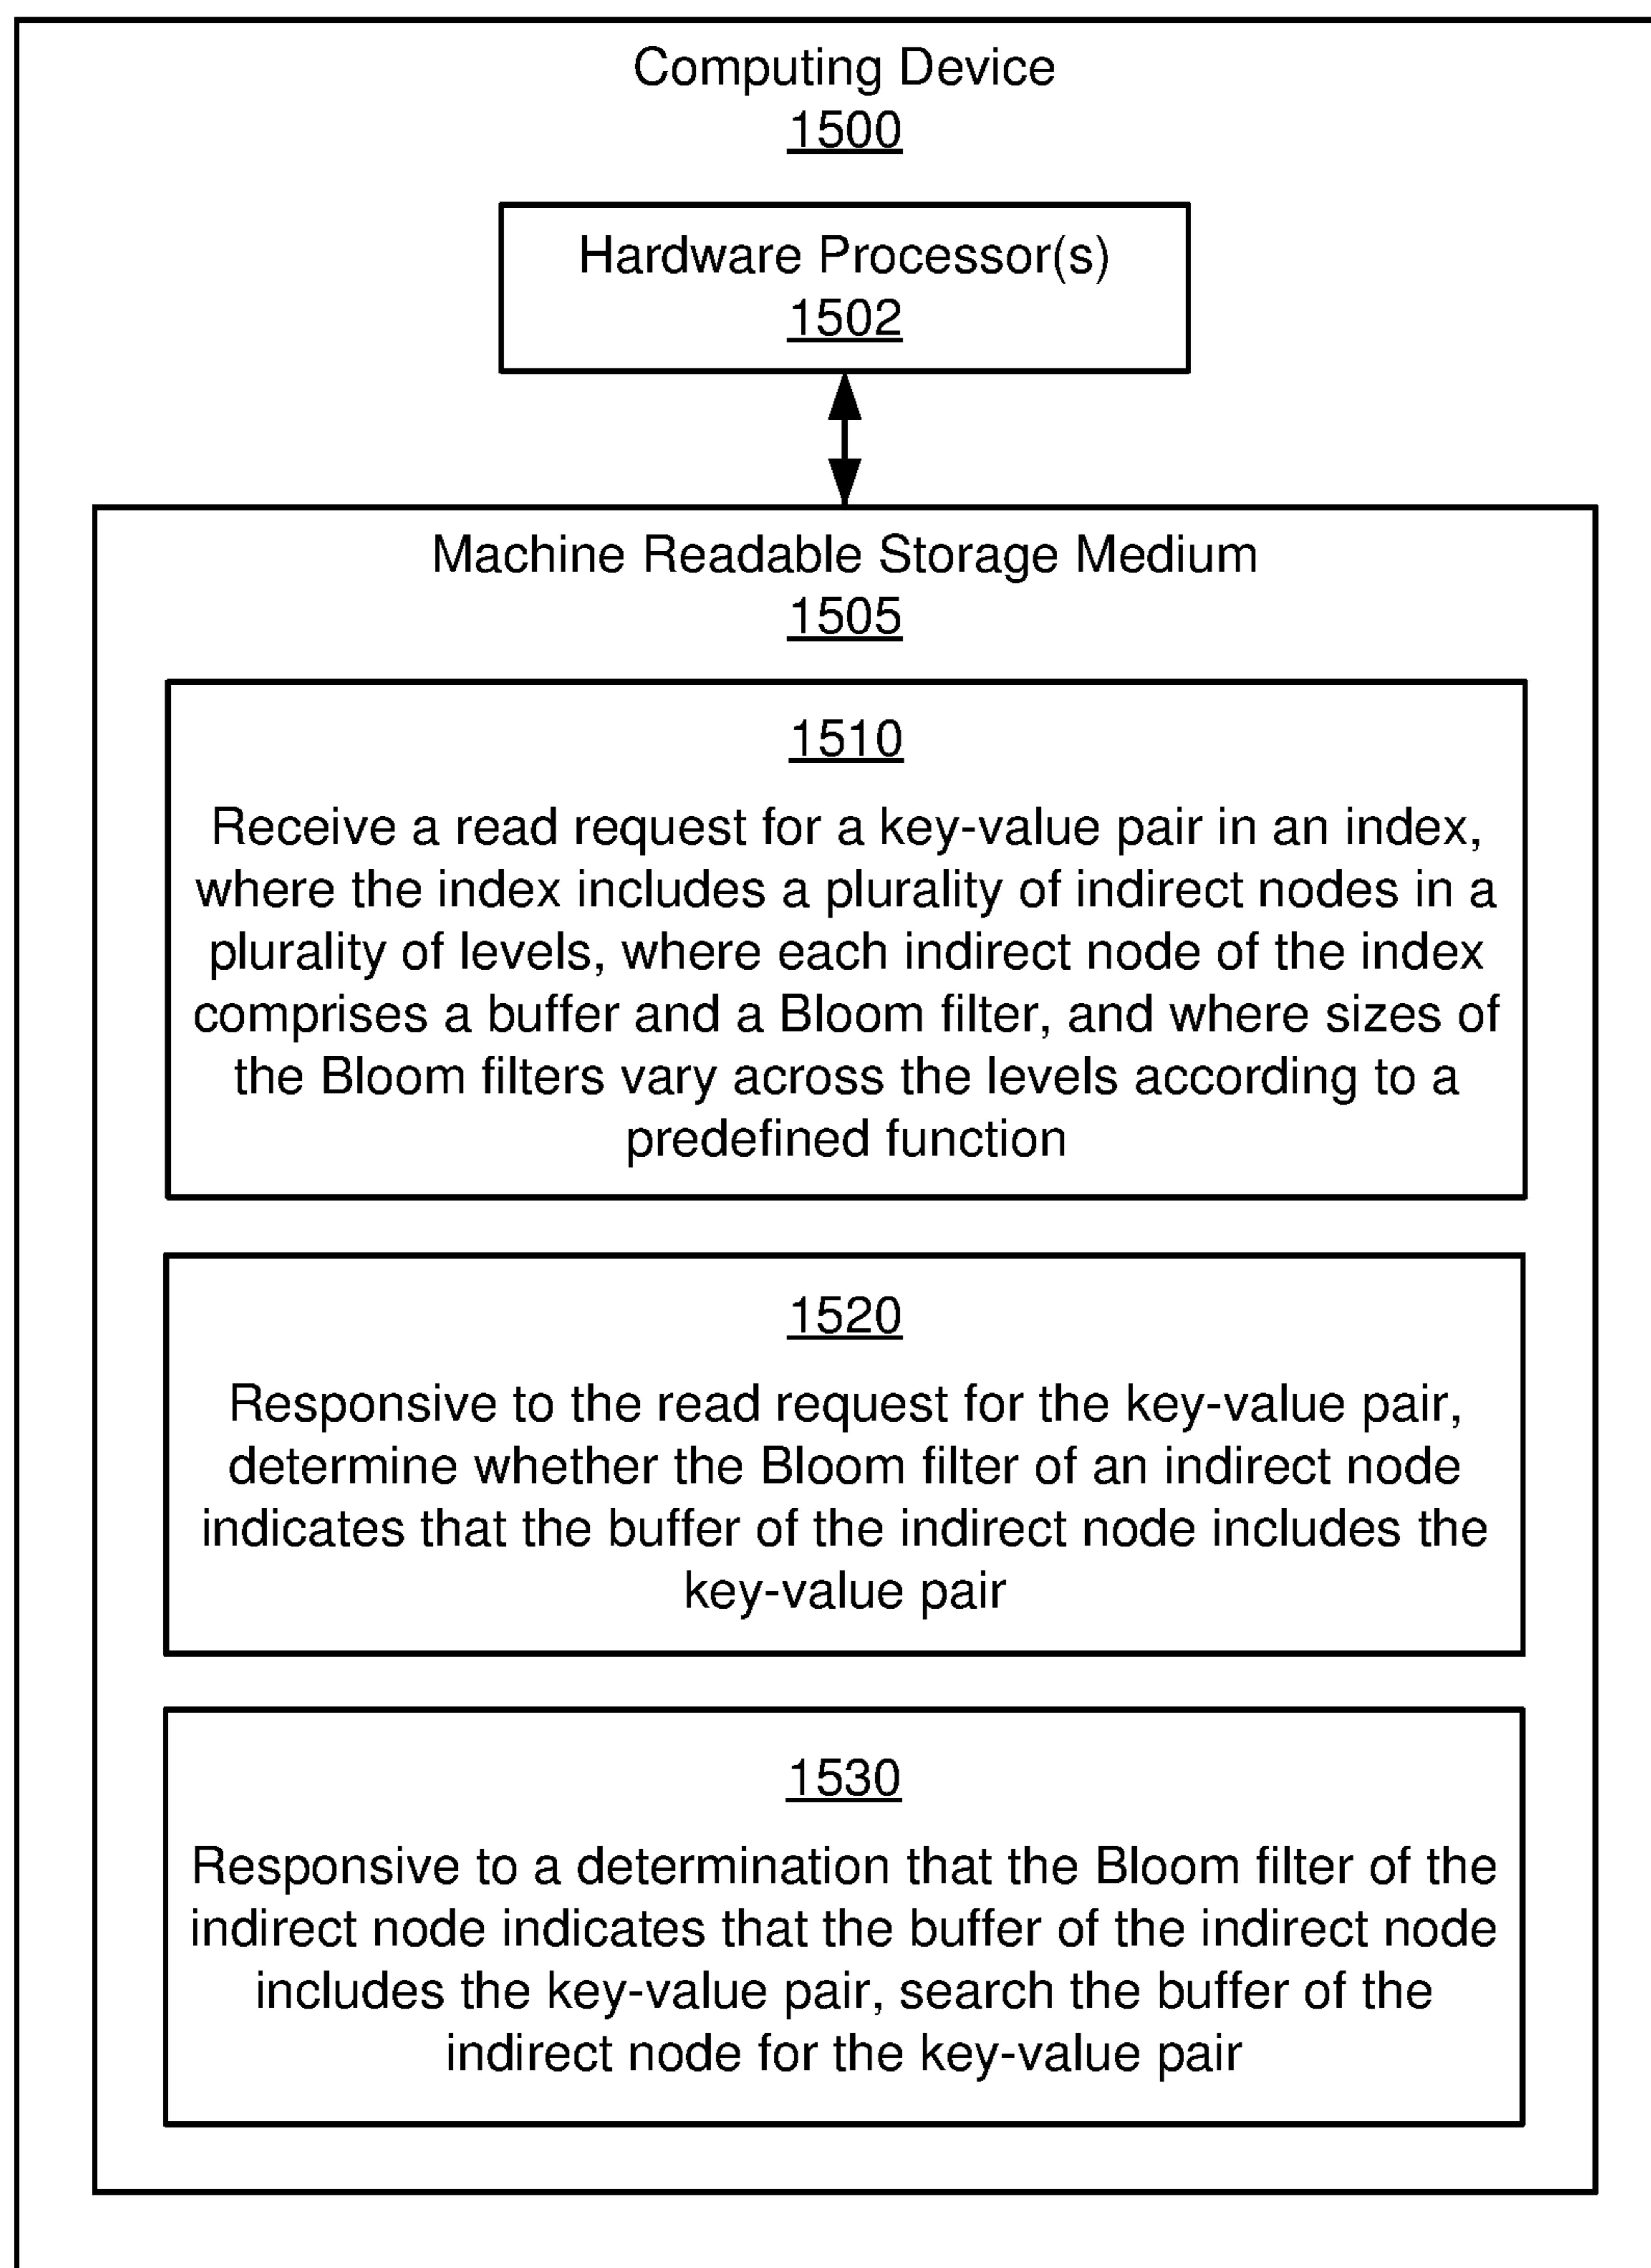 Computing Device
1500
Hardware Processor(s)
1502
Machine Readable Storage Medium
1505
1510
Receive a read request for a key-value pair in an index,
where the index includes a plurality of indirect nodes in a
plurality of levels, where each indirect node of the index
comprises a buffer and a Bloom filter, and where sizes of
the Bloom filters vary across the levels according to a
predefined function
1520
Responsive to the read request for the key-value pair,
determine whether the Bloom filter of an indirect node
indicates that the buffer of the indirect node includes the
key-value pair
1530
Responsive to a determination that the Bloom filter of the
indirect node indicates that the buffer of the indirect node
includes the key-value pair, search the buffer of the
indirect node for the key-value pair